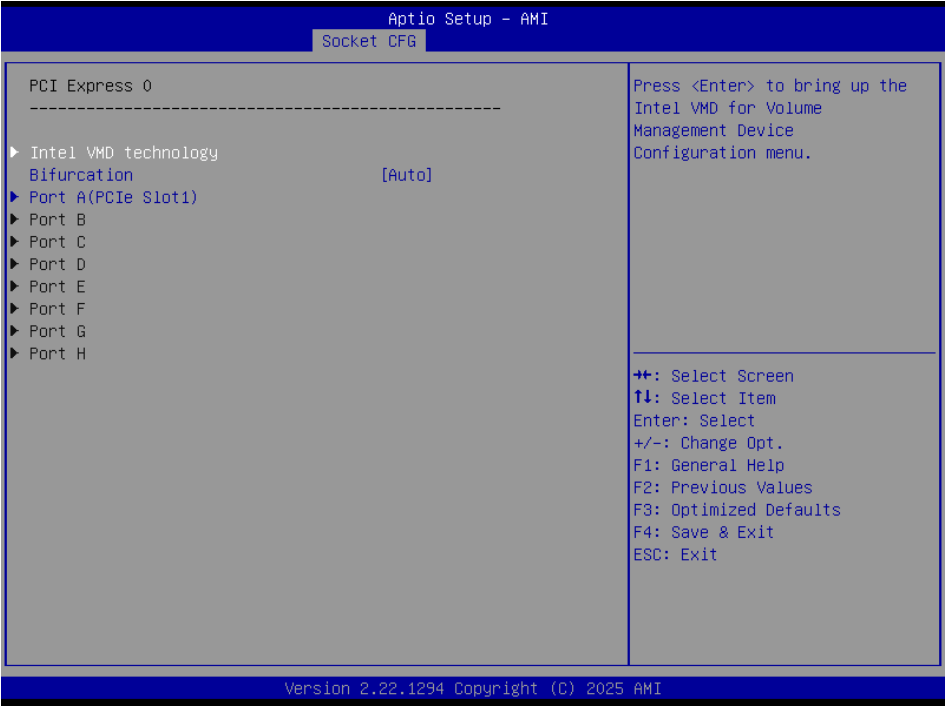 Aptio Setup – AMI
Socket CFG
PCI Express 0
--------------------------------------------------
Intel VMD technology
Bifurcation [Auto]
Port A(PCIe Slot1)
Port B
Port C
Port D
Port E
Port F
Port G
Port H
Press <Enter> to bring up the
Intel VMD for Volume
Management Device
Configuration menu.
→←: Select Screen
↑↓: Select Item
Enter: Select
+/-: Change Opt.
F1: General Help
F2: Previous Values
F3: Optimized Defaults
F4: Save & Exit
ESC: Exit
Version 2.22.1294 Copyright (C) 2025 AMI